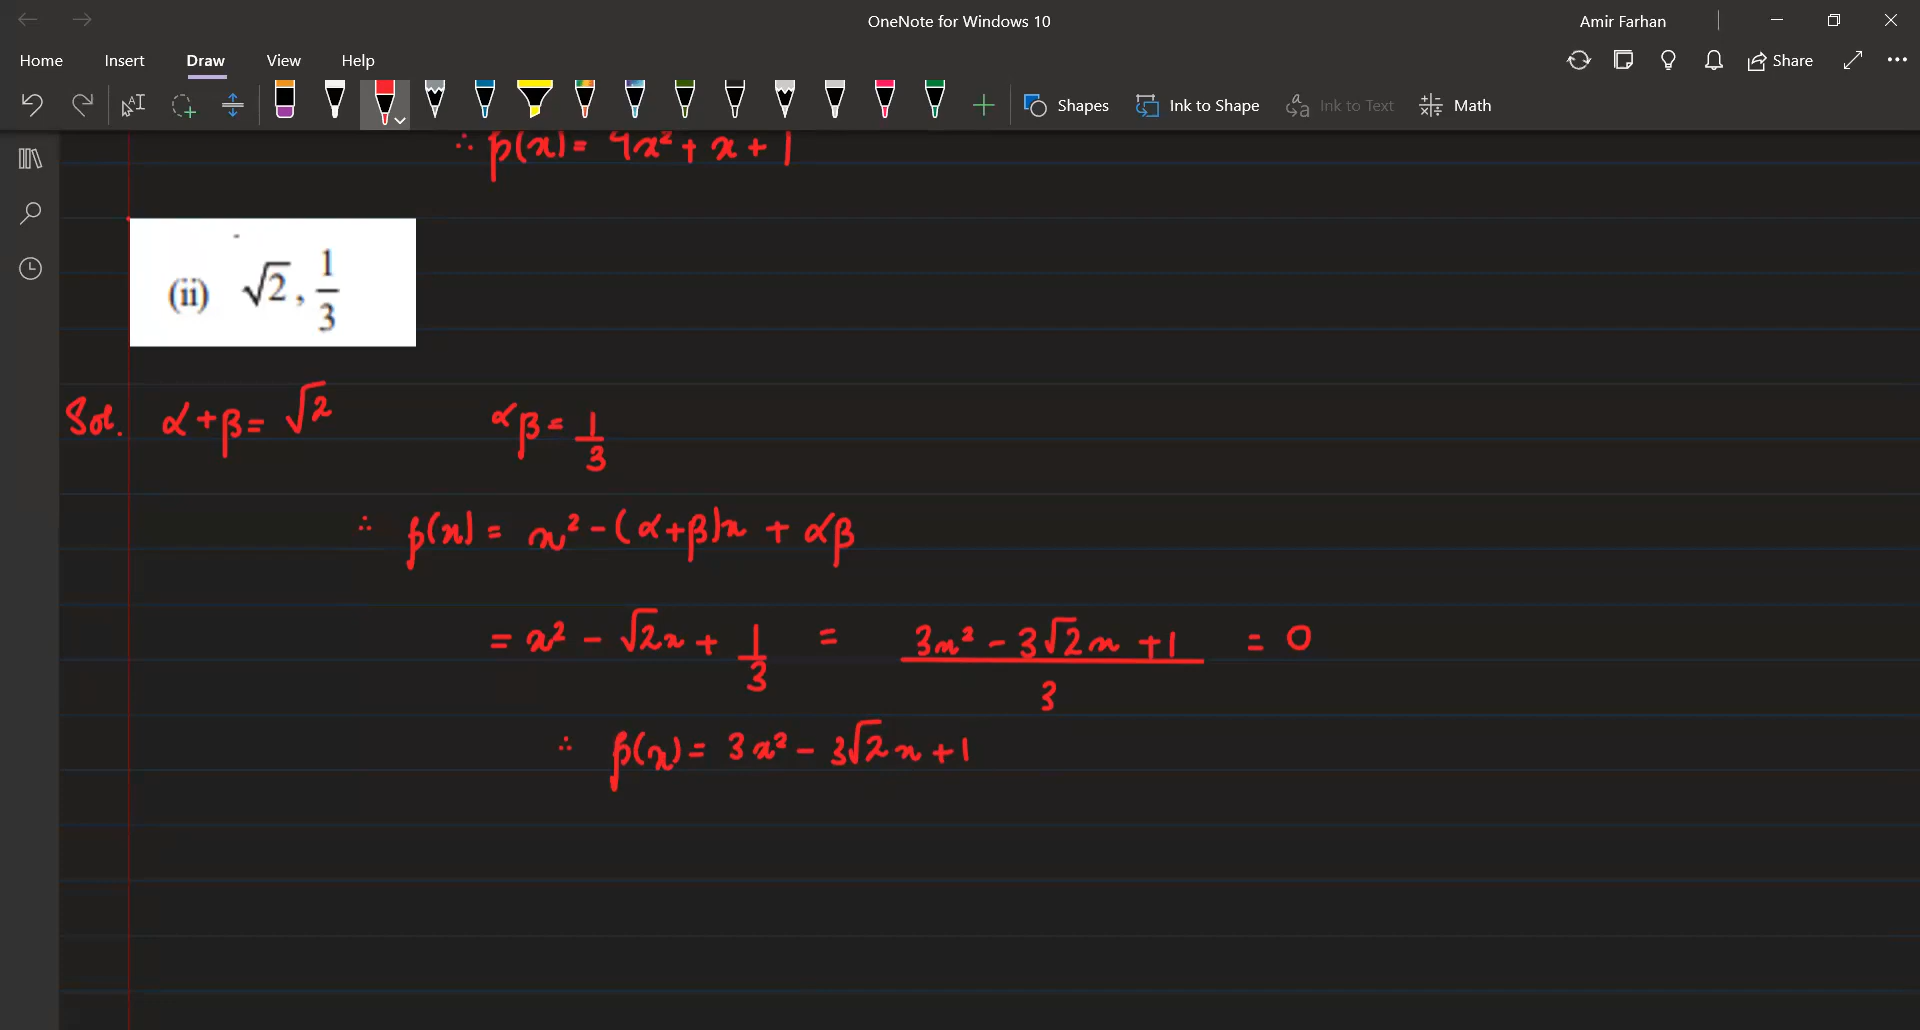 OneNote for Windows 10
Amir Farhan
Home Insert Draw View Help
Share
Shapes Ink to Shape Ink to Text Math
∴ p(x) = 4x² + x + 1
(ii) √2, 1/3
Sol. α+β = √2 αβ = 1/3
∴ p(x) = x² - (α+β)x + αβ
= x² - √2x + 1/3 = (3x² - 3√2x + 1)/3 = 0
∴ p(x) = 3x² - 3√2x + 1